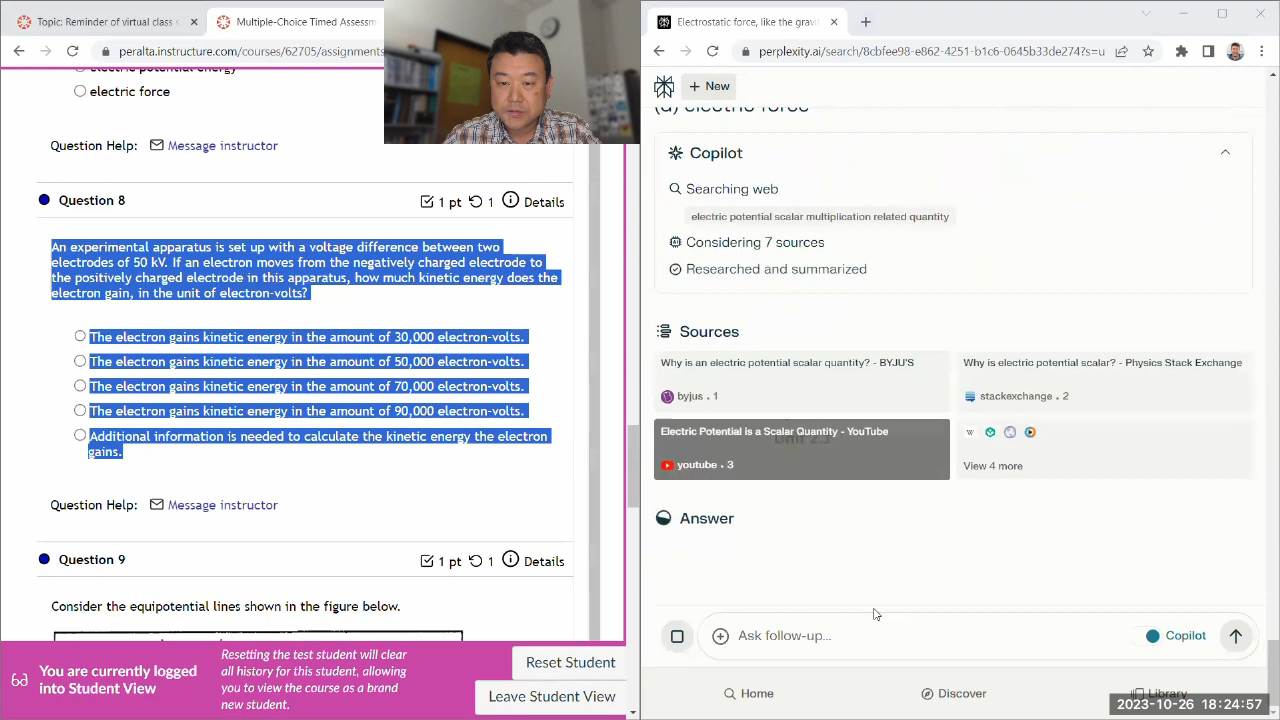 Topic: Reminder of virtual class s
Multiple-Choice Timed Assessm
peralta.instructure.com/courses/62705/assignments
electric potential energy
electric force
Question Help: Message instructor
Question 8
1 pt 1 Details
An experimental apparatus is set up with a voltage difference between two
electrodes of 50 kV. If an electron moves from the negatively charged electrode to
the positively charged electrode in this apparatus, how much kinetic energy does the
electron gain, in the unit of electron-volts?
The electron gains kinetic energy in the amount of 30,000 electron-volts.
The electron gains kinetic energy in the amount of 50,000 electron-volts.
The electron gains kinetic energy in the amount of 70,000 electron-volts.
The electron gains kinetic energy in the amount of 90,000 electron-volts.
Additional information is needed to calculate the kinetic energy the electron
gains.
Question Help: Message instructor
Question 9
1 pt 1 Details
Consider the equipotential lines shown in the figure below.
You are currently logged
into Student View
Resetting the test student will clear
all history for this student, allowing
you to view the course as a brand
new student.
Reset Student
Leave Student View
Electrostatic force, like the gravi
perplexity.ai/search/8cbfee98-e862-4251-b1c6-0645b33de274?s=u
New
(d) electric force
Copilot
Searching web
electric potential scalar multiplication related quantity
Considering 7 sources
Researched and summarized
Sources
Why is an electric potential scalar quantity? - BYJU'S
byjus . 1
Why is electric potential scalar? - Physics Stack Exchange
stackexchange . 2
Electric Potential is a Scalar Quantity - YouTube
youtube . 3
View 4 more
Answer
Ask follow-up...
Copilot
Home
Discover
Library
2023-10-26 18:24:57